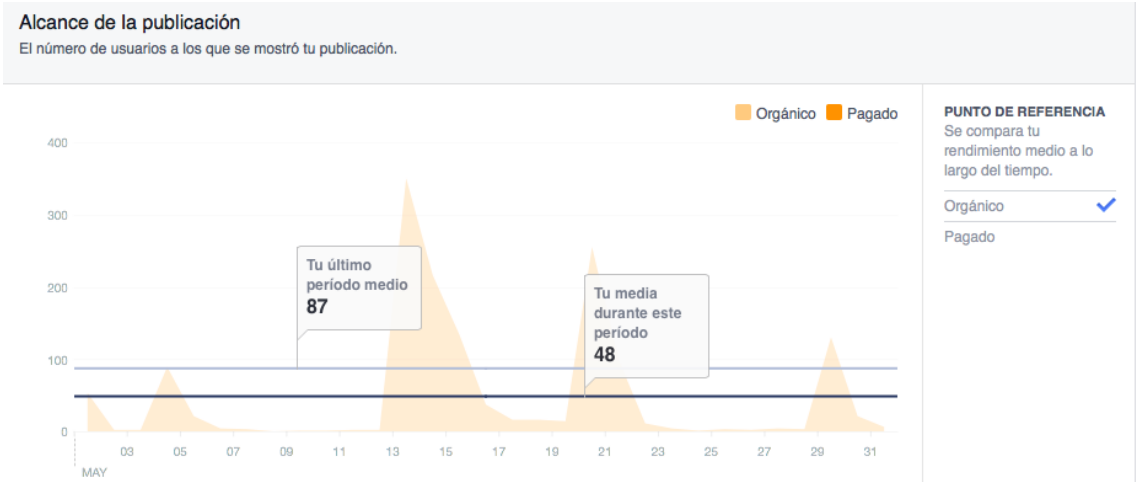 Alcance de la publicación
El número de usuarios a los que se mostró tu publicación.
Orgánico Pagado
400
300
200
100
0
Tu último
período medio
87
Tu media
durante este
período
48
03 05 07 09 11 13 15 17 19 21 23 25 27 29 31
MAY
PUNTO DE REFERENCIA
Se compara tu
rendimiento medio a lo
largo del tiempo.
Orgánico
Pagado